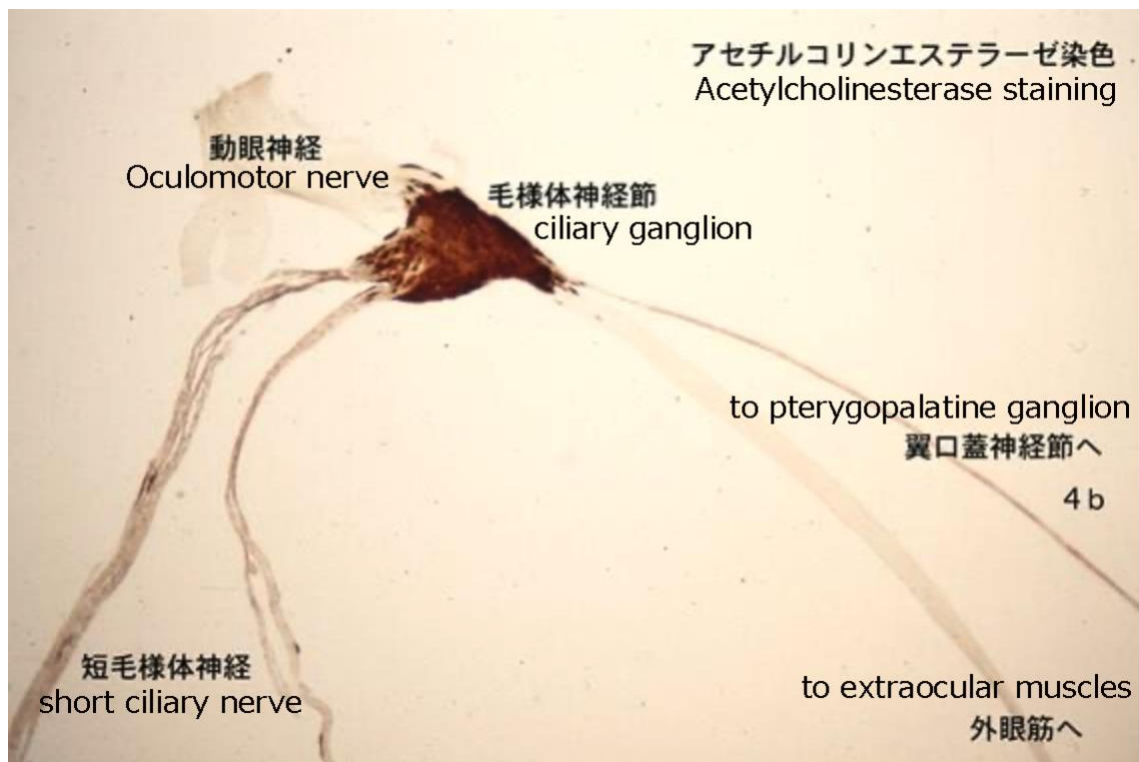 アセチルコリンエステラーゼ染色
Acetylcholinesterase staining
動眼神経
Oculomotor nerve
毛様体神経節
ciliary ganglion
to pterygopalatine ganglion
翼口蓋神経節へ
4b
短毛様体神経
short ciliary nerve
to extraocular muscles
外眼筋へ